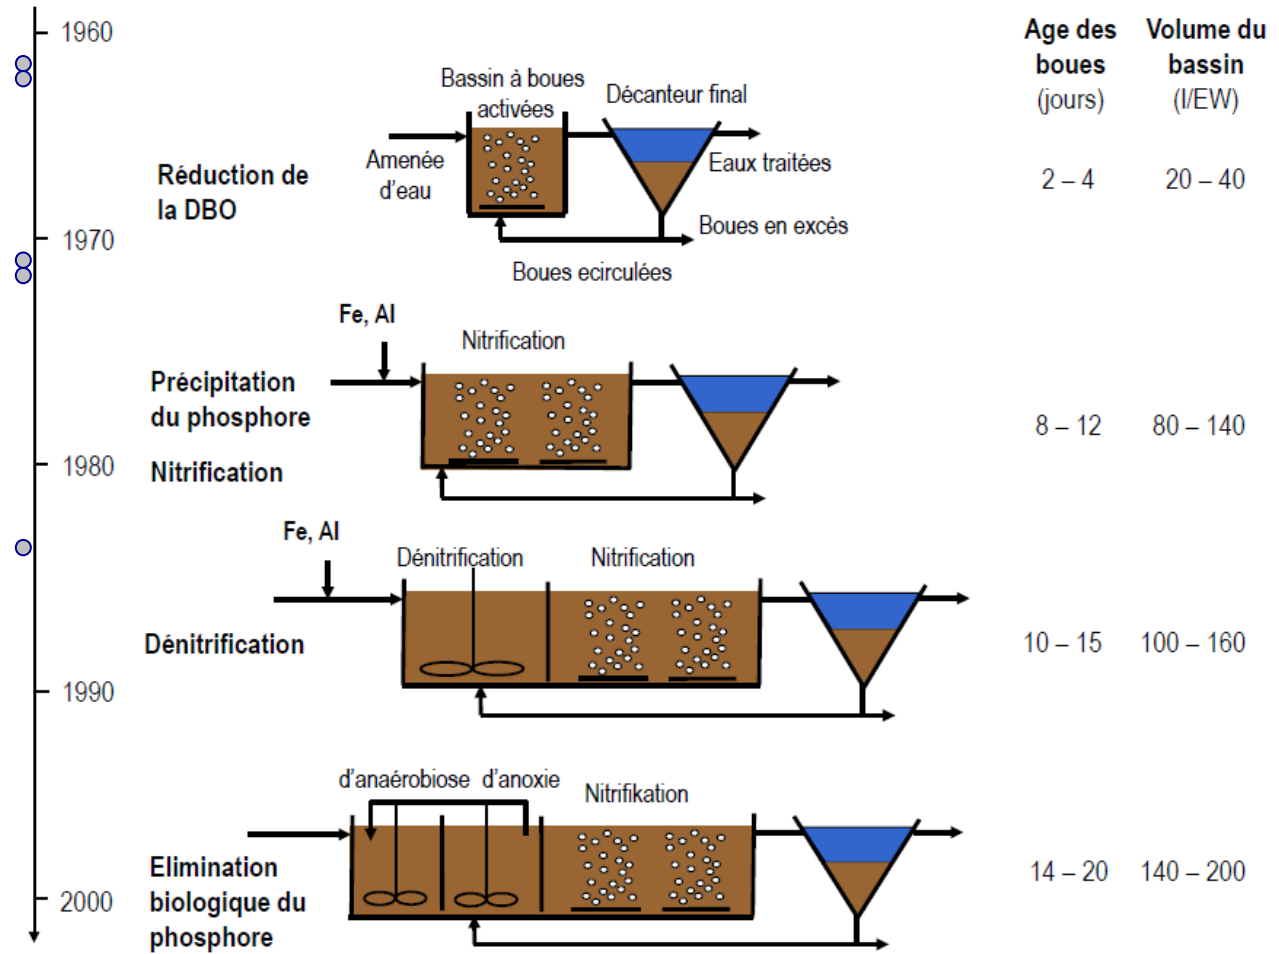 1960
Age des
boues
(jours)
Volume du
bassin
(l/EW)
Bassin à boues
activées
Décanteur final
Amenée
d'eau
Eaux traitées
Réduction de
la DBO
2 – 4
20 – 40
Boues en excès
1970
Boues ecirculées
Fe, Al
Nitrification
Précipitation
du phosphore
Nitrification
8 – 12
80 – 140
1980
Fe, Al
Dénitrification
Nitrification
Dénitrification
10 – 15
100 – 160
1990
d'anaérobiose
d'anoxie
Nitrifikation
Elimination
biologique du
phosphore
14 – 20
140 – 200
2000